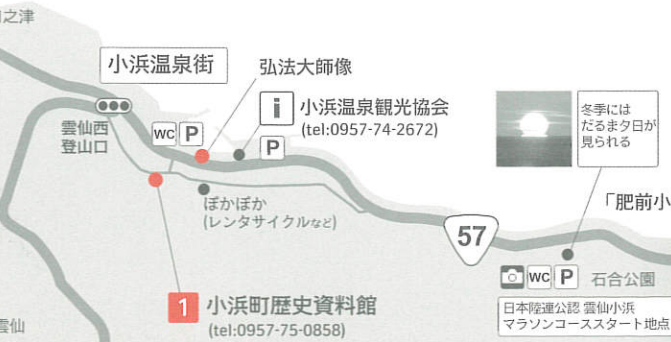 之津
小浜温泉街
弘法大師像
i
小浜温泉観光協会
(tel:0957-74-2672)
WC P
P
雲仙西
登山口
ぽかぽか
(レンタサイクルなど)
冬季には
だるま夕日が
見られる
「肥前小
57
WC P
石合公園
日本陸連公認 雲仙小浜
マラソンコーススタート地点
1 小浜町歴史資料館
(tel:0957-75-0858)
雲仙